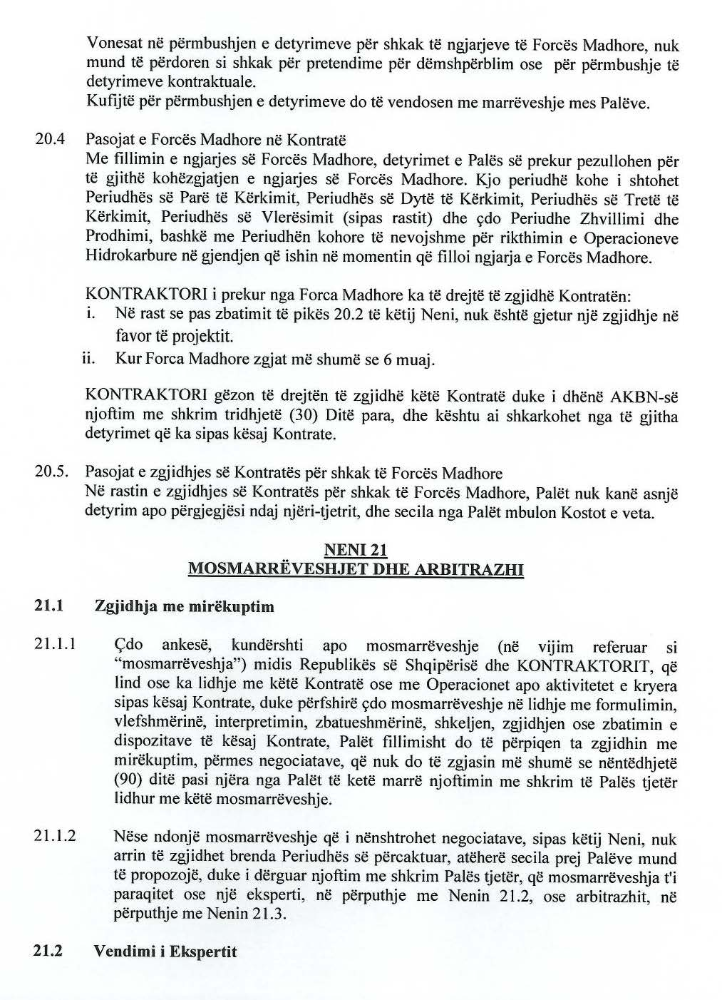 Vonesat në përmbushjen e detyrimeve për shkak të ngjarjeve të Forcës Madhore, nuk
mund të përdoren si shkak për pretendime për dëmshpërblim ose për përmbushje të
detyrimeve kontraktuale.
Kufijtë për përmbushjen e detyrimeve do të vendosen me marrëveshje mes Palëve.
20.4 Pasojat e Forcës Madhore në Kontratë
Me fillimin e ngjarjes së Forcës Madhore, detyrimet e Palës së prekur pezullohen për
të gjithë kohëzgjatjen e ngjarjes së Forcës Madhore. Kjo periudhë kohe i shtohet
Periudhës së Parë të Kërkimit, Periudhës së Dytë të Kërkimit, Periudhës së Tretë të
Kërkimit, Periudhës së Vlerësimit (sipas rastit) dhe çdo Periudhe Zhvillimi dhe
Prodhimi, bashkë me Periudhën kohore të nevojshme për rikthimin e Operacioneve
Hidrokarbure në gjendjen që ishin në momentin që filloi ngjarja e Forcës Madhore.
KONTRAKTORI i prekur nga Forca Madhore ka të drejtë të zgjidhë Kontratën:
i. Në rast se pas zbatimit të pikës 20.2 të këtij Neni, nuk është gjetur një zgjidhje në
favor të projektit.
ii. Kur Forca Madhore zgjat më shumë se 6 muaj.
KONTRAKTORI gëzon të drejtën të zgjidhë këtë Kontratë duke i dhënë AKBN-së
njoftim me shkrim tridhjetë (30) Ditë para, dhe kështu ai shkarkohet nga të gjitha
detyrimet që ka sipas kësaj Kontrate.
20.5. Pasojat e zgjidhjes së Kontratës për shkak të Forcës Madhore
Në rastin e zgjidhjes së Kontratës për shkak të Forcës Madhore, Palët nuk kanë asnjë
detyrim apo përgjegjësi ndaj njëri-tjetrit, dhe secila nga Palët mbulon Kostot e veta.
NENI 21
MOSMARRËVESHJET DHE ARBITRAZHI
21.1 Zgjidhja me mirëkuptim
21.1.1 Çdo ankesë, kundërshti apo mosmarrëveshje (në vijim referuar si
“mosmarrëveshja”) midis Republikës së Shqipërisë dhe KONTRAKTORIT, që
lind ose ka lidhje me këtë Kontratë ose me Operacionet apo aktivitetet e kryera
sipas kësaj Kontrate, duke përfshirë çdo mosmarrëveshje në lidhje me formulimin,
vlefshmërinë, interpretimin, zbatueshmërinë, shkeljen, zgjidhjen ose zbatimin e
dispozitave të kësaj Kontrate, Palët fillimisht do të përpiqen ta zgjidhin me
mirëkuptim, përmes negociatave, që nuk do të zgjasin më shumë se nëntëdhjetë
(90) ditë pasi njëra nga Palët të ketë marrë njoftimin me shkrim të Palës tjetër
lidhur me këtë mosmarrëveshje.
21.1.2 Nëse ndonjë mosmarrëveshje që i nënshtrohet negociatave, sipas këtij Neni, nuk
arrin të zgjidhet brenda Periudhës së përcaktuar, atëherë secila prej Palëve mund
të propozojë, duke i dërguar njoftim me shkrim Palës tjetër, që mosmarrëveshja t'i
paraqitet ose një eksperti, në përputhje me Nenin 21.2, ose arbitrazhit, në
përputhje me Nenin 21.3.
21.2 Vendimi i Ekspertit